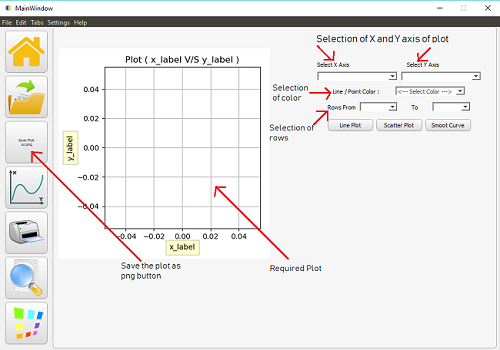 MainWindow
File Edit Tabs Settings Help
Selection of X and Y axis of plot
Plot ( x_label V/S y_label )
Select X Axis
Select Y Axis
Selection
of color
Line / Point Color :
<--- Select Color --->
Rows From
To
Selection of
rows
Line Plot
Scatter Plot
Smoot Curve
Save Plot
as png
0.04
0.02
0.00
−0.02
−0.04
y_label
−0.04
−0.02
0.00
0.02
0.04
x_label
X
Y
Save the plot as
png button
Required Plot